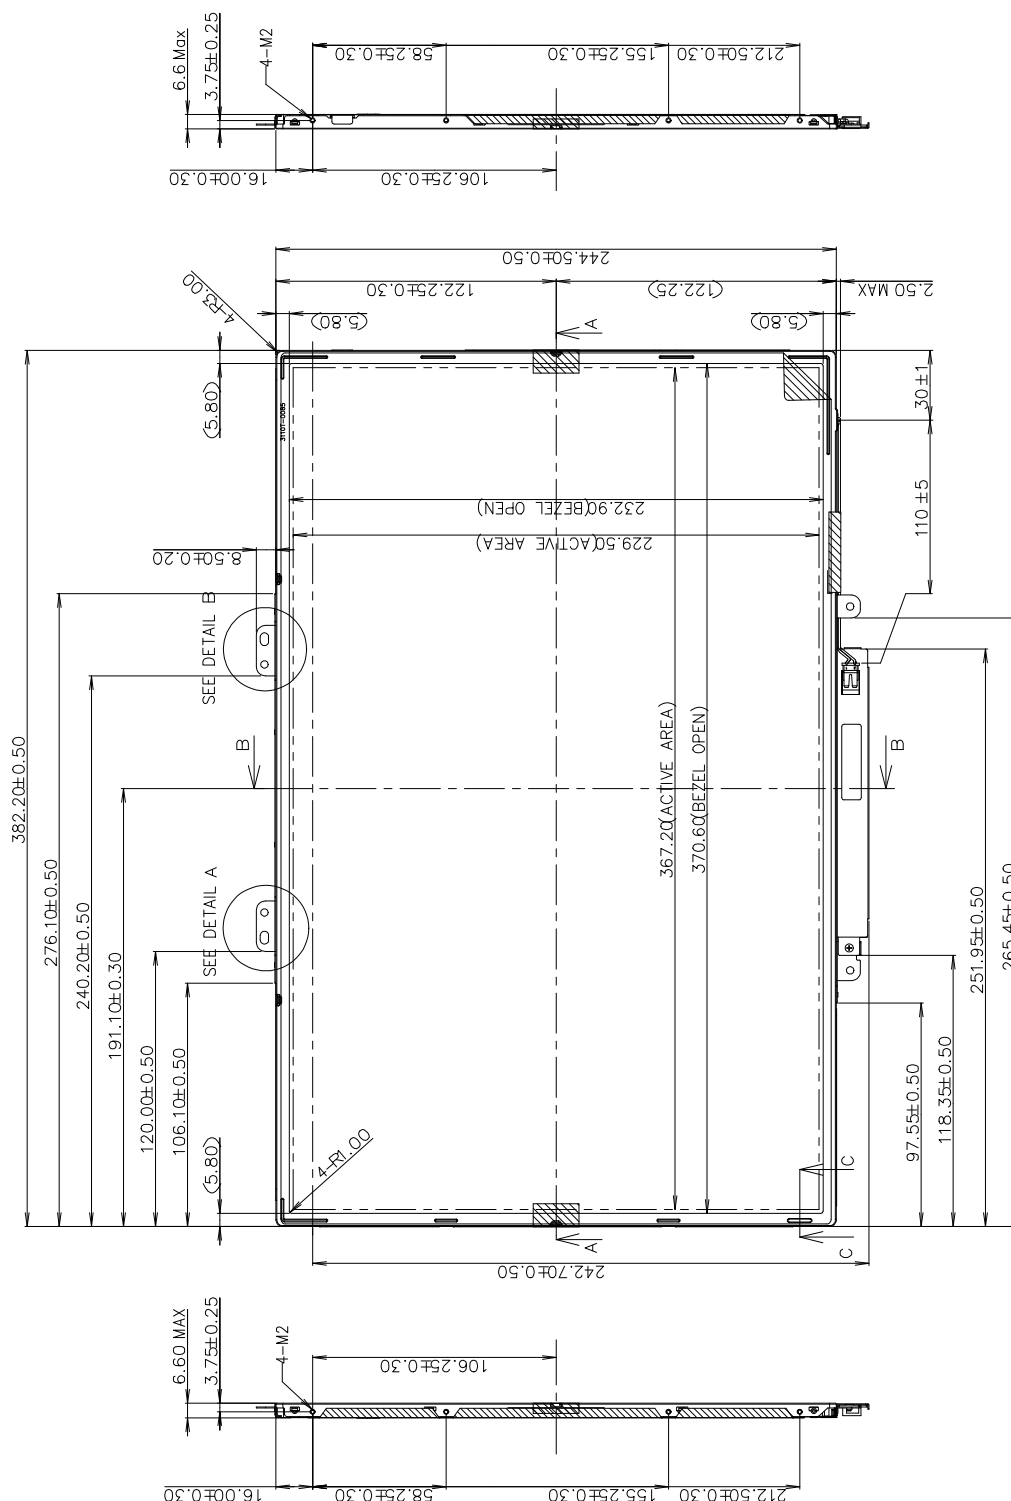 6.6 Max
3.75±0.25
4-M2
58.25±0.30
155.25±0.30
212.50±0.30
16.00±0.30
106.25±0.30
244.50±0.50
4-R3.00
122.25±0.30
(122.25)
2.50 MAX
(5.80)
(5.80)
A
(5.80)
3110T-0085
30±1
232.90(BEZEL OPEN)
110±5
229.50(ACTIVE AREA)
8.50±0.20
SEE DETAIL B
382.20±0.50
276.10±0.50
240.20±0.50
191.10±0.30
B
B
367.20(ACTIVE AREA)
370.60(BEZEL OPEN)
SEE DETAIL A
120.00±0.50
106.10±0.50
(5.80)
4-R1.00
265.45±0.50
251.95±0.50
118.35±0.50
97.55±0.50
C
C
A
242.70±0.50
6.60 MAX
3.75±0.25
4-M2
106.25±0.30
16.00±0.30
58.25±0.30
155.25±0.30
212.50±0.30